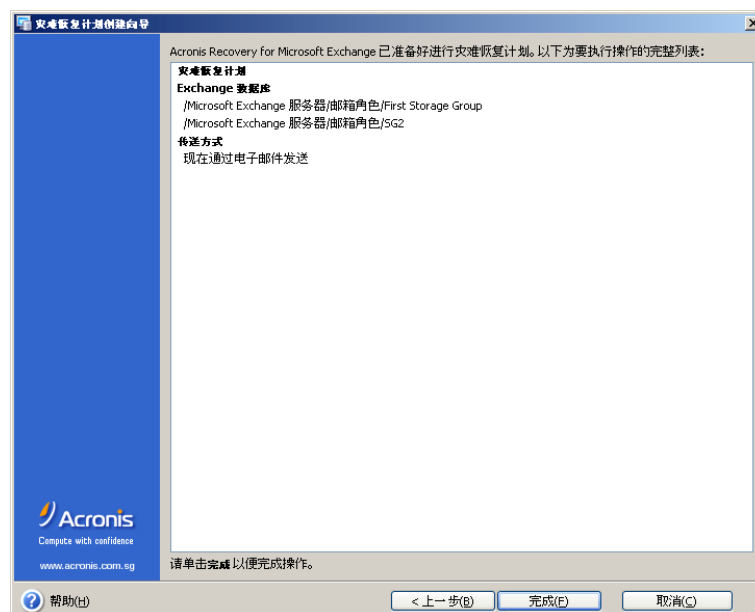 灾难恢复计划创建向导
Acronis Recovery for Microsoft Exchange 已准备好进行灾难恢复计划。以下为要执行操作的完整列表：
灾难恢复计划
Exchange 数据库
/Microsoft Exchange 服务器/邮箱角色/First Storage Group
/Microsoft Exchange 服务器/邮箱角色/SG2
传送方式
现在通过电子邮件发送
Acronis
Compute with confidence
www.acronis.com.sg
请单击完成以便完成操作。
帮助(H)
<上一步(B)
完成(F)
取消(C)